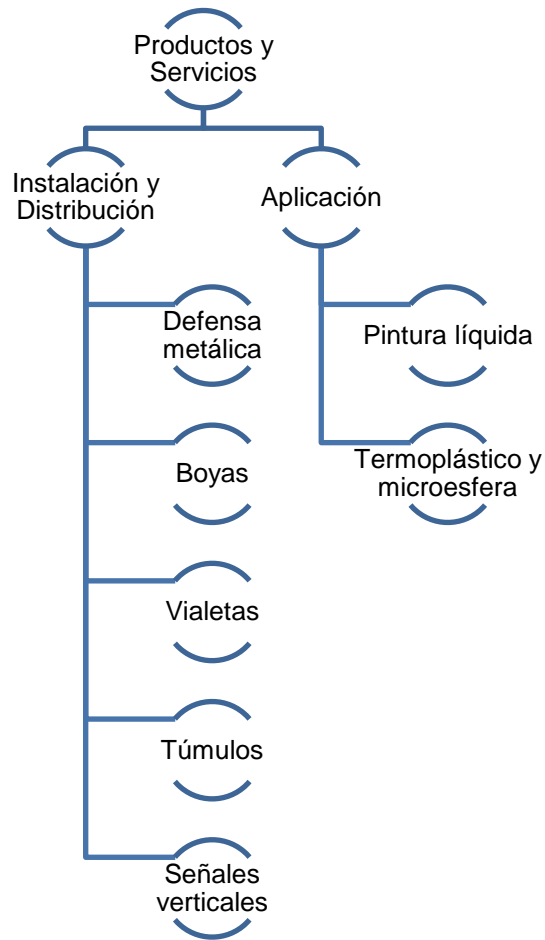 Productos y
Servicios
Instalación y
Distribución
Aplicación
Defensa
metálica
Pintura líquida
Boyas
Termoplástico y
microesfera
Vialetas
Túmulos
Señales
verticales